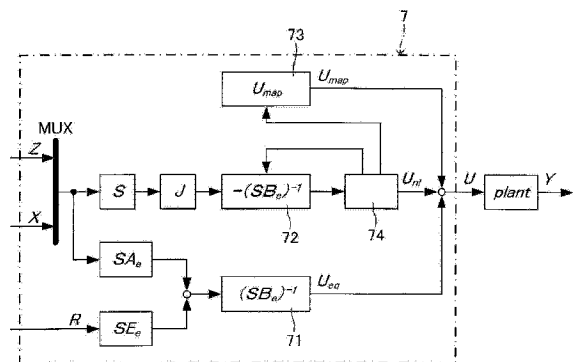 7
73
U_map
U_map
MUX
Z
S
J
-(SB_e)^-1
U_nl
U
plant
Y
72
74
X
SA_e
(SB_e)^-1
U_eq
71
R
SE_e